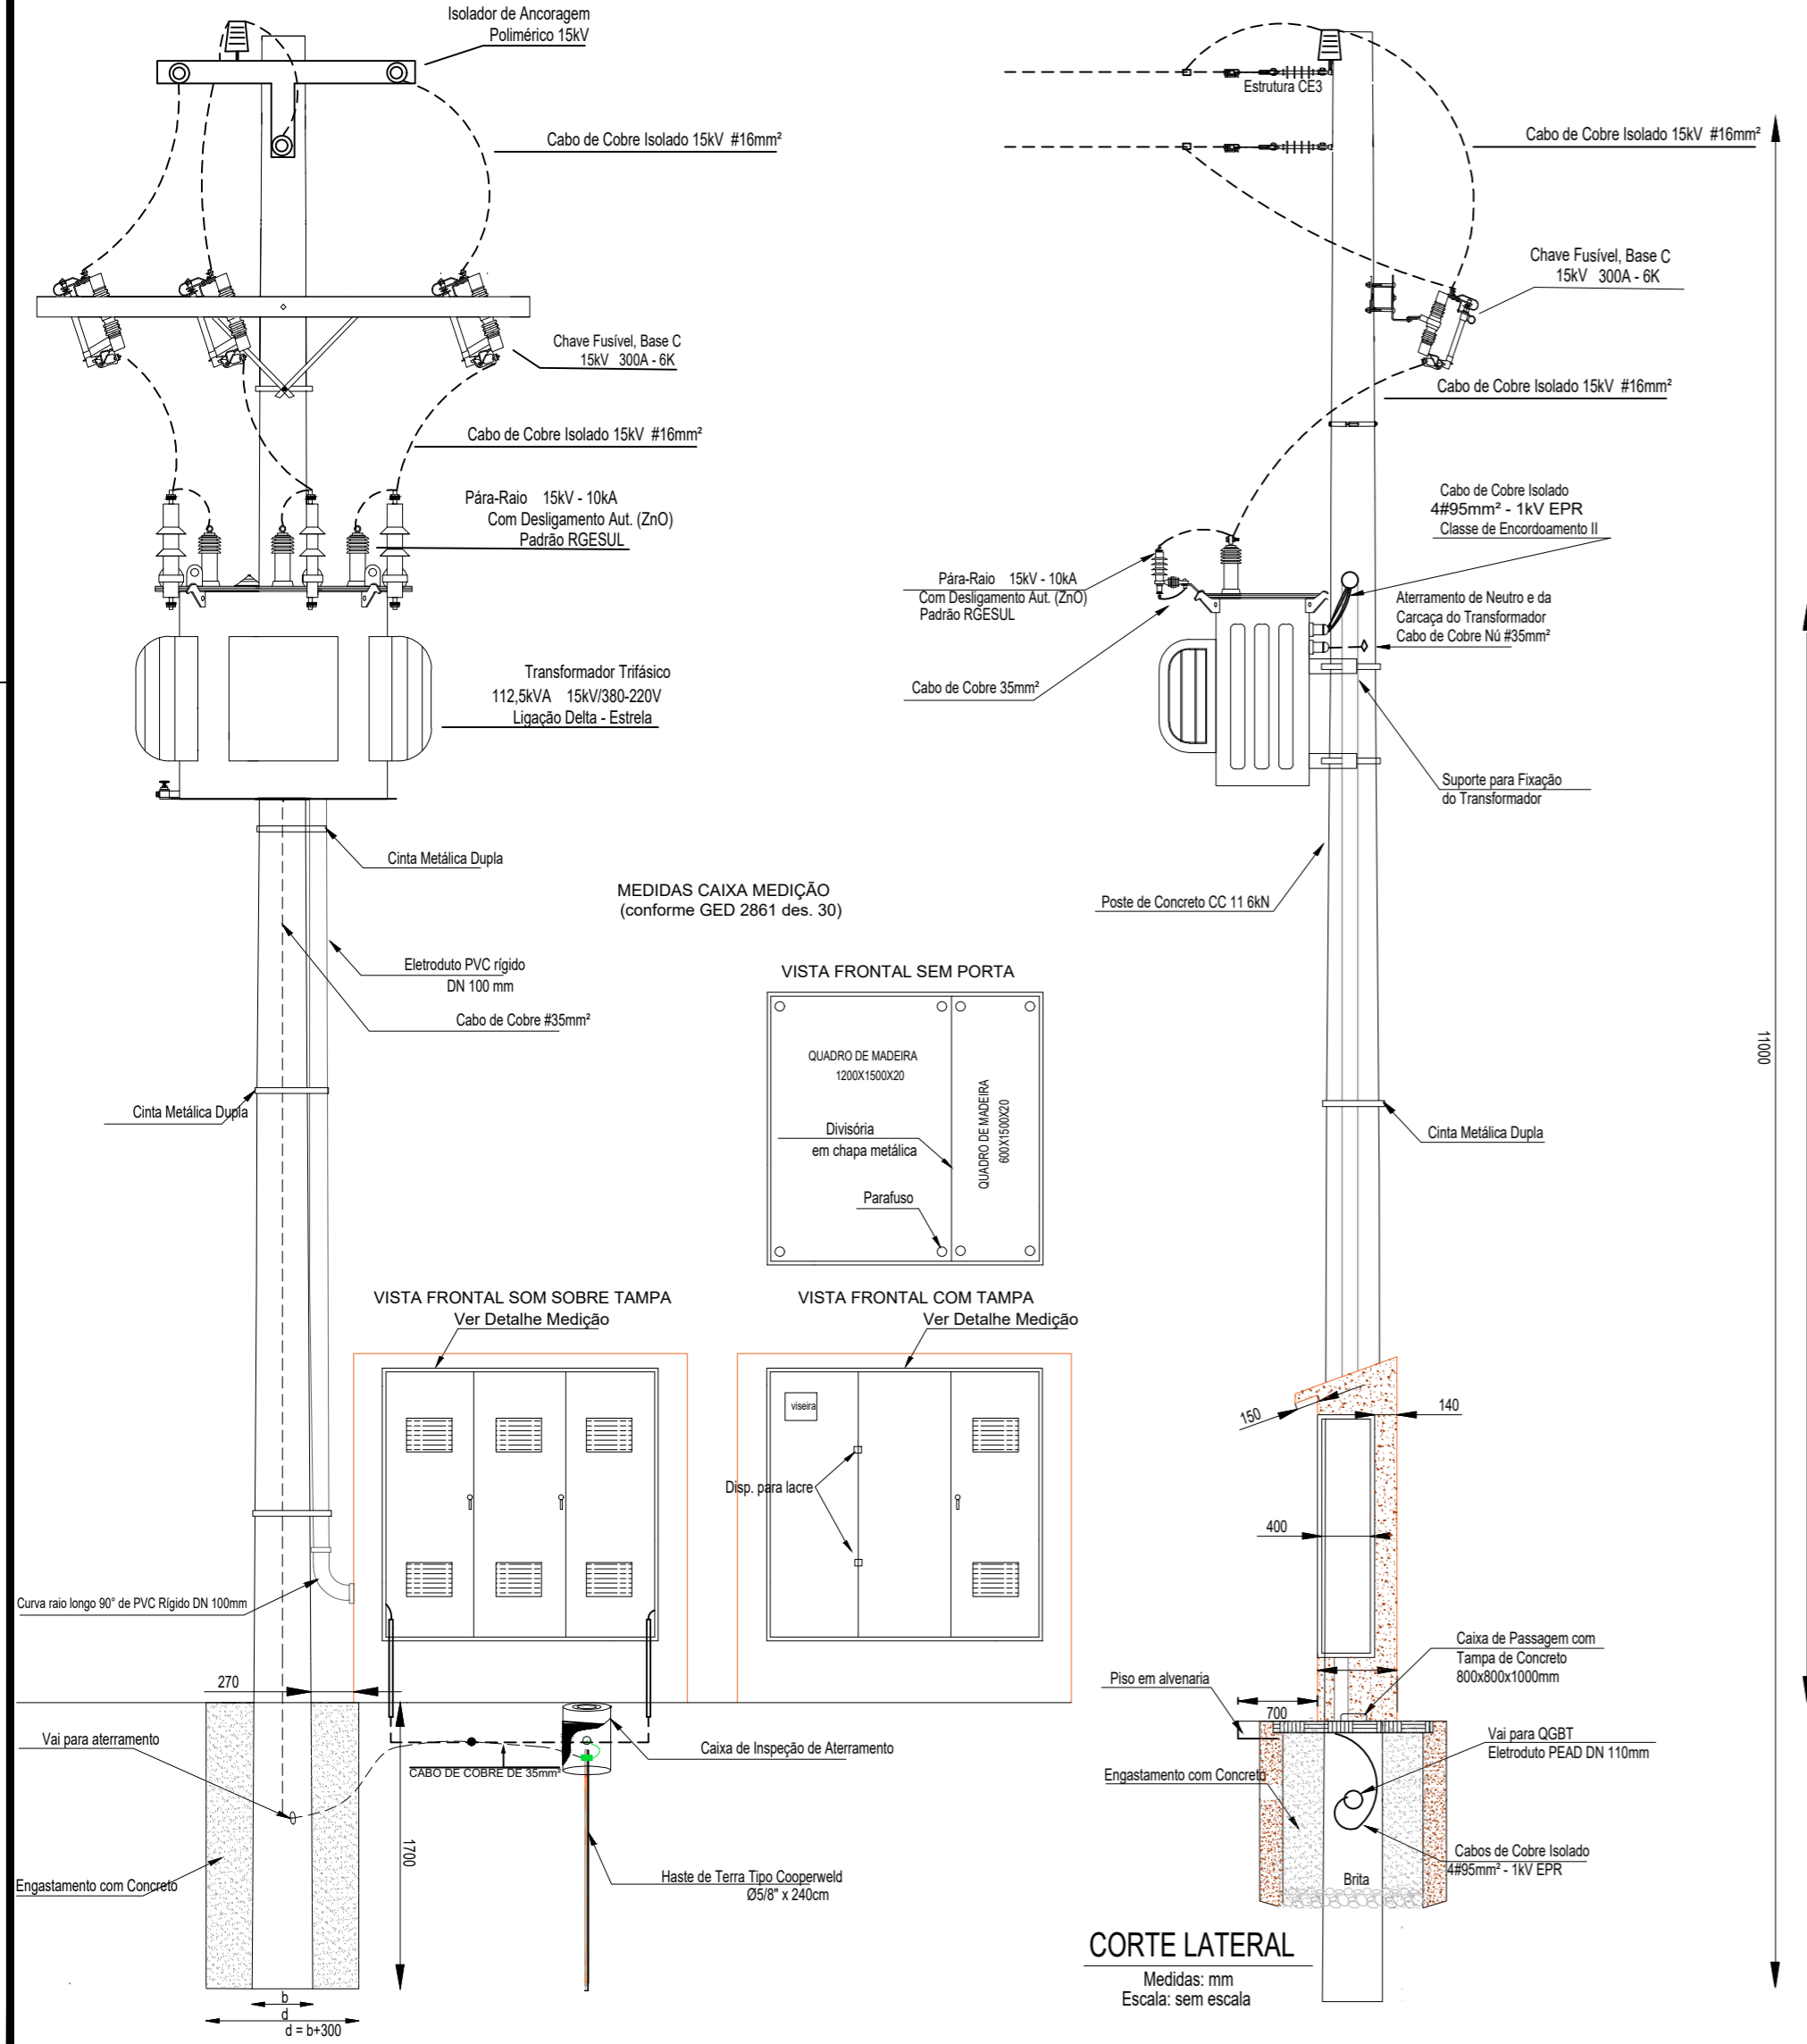 Isolador de Ancoragem
Polimérico 15kV
Cabo de Cobre Isolado 15kV #16mm²
Chave Fusível, Base C
15kV 300A - 6K
Cabo de Cobre Isolado 15kV #16mm²
Pára-Raio 15kV - 10kA
Com Desligamento Aut. (ZnO)
Padrão RGESUL
Transformador Trifásico
112,5kVA 15kV/380-220V
Ligação Delta - Estrela
Cinta Metálica Dupla
Eletroduto PVC rígido
DN 100 mm
Cabo de Cobre #35mm²
Cinta Metálica Dupla
Curva raio longo 90° de PVC Rígido DN 100mm
270
Vai para aterramento
Engastamento com Concreto
b
d
d = b+300
1700
MEDIDAS CAIXA MEDIÇÃO
(conforme GED 2861 des. 30)
VISTA FRONTAL SEM PORTA
QUADRO DE MADEIRA
1200X1500X20
QUADRO DE MADEIRA
600X1500X20
Divisória
em chapa metálica
Parafuso
VISTA FRONTAL SOM SOBRE TAMPA
Ver Detalhe Medição
VISTA FRONTAL COM TAMPA
Ver Detalhe Medição
viseira
Disp. para lacre
CABO DE COBRE DE 35mm²
Caixa de Inspeção de Aterramento
Haste de Terra Tipo Cooperweld
Ø5/8" x 240cm
Estrutura CE3
Cabo de Cobre Isolado 15kV #16mm²
Chave Fusível, Base C
15kV 300A - 6K
Cabo de Cobre Isolado 15kV #16mm²
Cabo de Cobre Isolado
4#95mm² - 1kV EPR
Classe de Encordoamento II
Pára-Raio 15kV - 10kA
Com Desligamento Aut. (ZnO)
Padrão RGESUL
Aterramento de Neutro e da
Carcaça do Transformador
Cabo de Cobre Nú #35mm²
Cabo de Cobre 35mm²
Suporte para Fixação
do Transformador
Poste de Concreto CC 11 6kN
11000
Cinta Metálica Dupla
150
140
400
Caixa de Passagem com
Tampa de Concreto
800x800x1000mm
Piso em alvenaria
700
Vai para QGBT
Eletroduto PEAD DN 110mm
Engastamento com Concreto
Cabos de Cobre Isolado
4#95mm² - 1kV EPR
Brita
CORTE LATERAL
Medidas: mm
Escala: sem escala